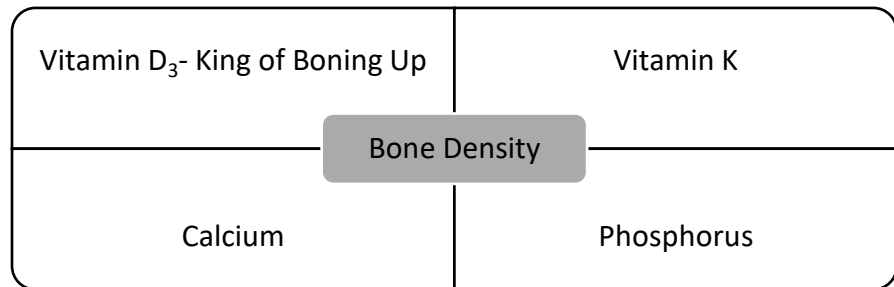 Vitamin D₃- King of Boning Up
Vitamin K
Bone Density
Calcium
Phosphorus